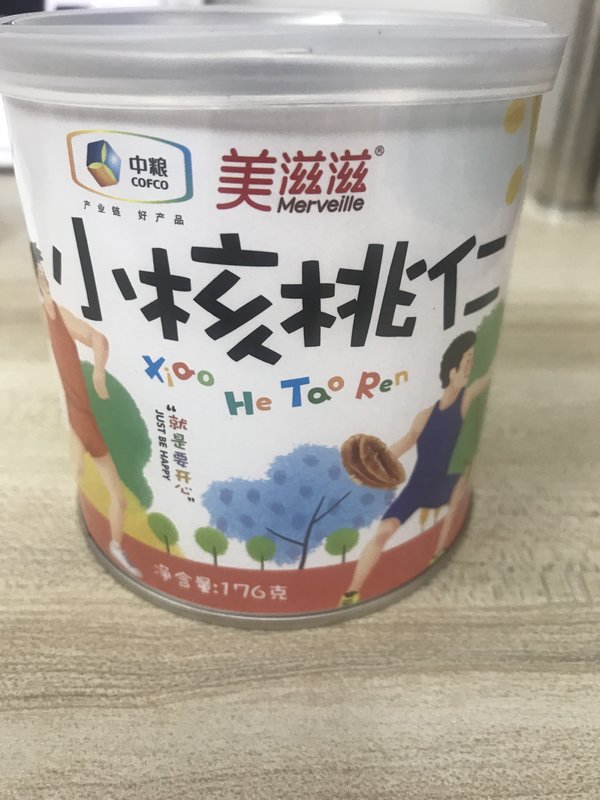 中粮
COFCO
产业链 好产品
美滋滋®
Merveille
小核桃仁
Xiao He Tao Ren
"就是要开心"
JUST BE HAPPY
净含量:176克